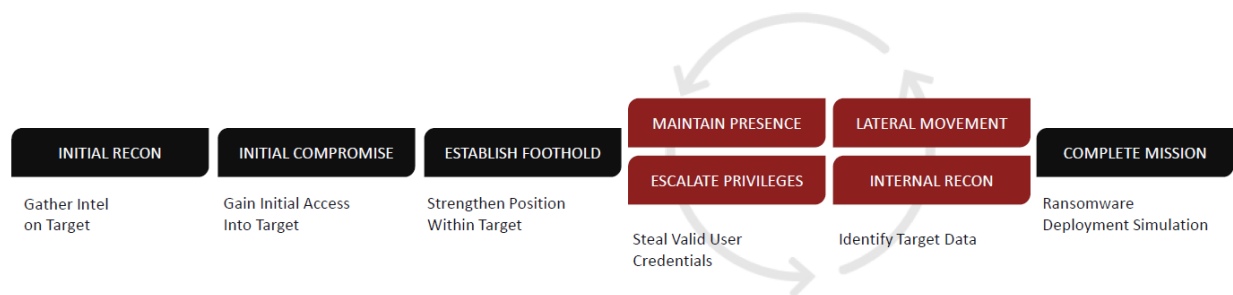 INITIAL RECON
Gather Intel
on Target
INITIAL COMPROMISE
Gain Initial Access
Into Target
ESTABLISH FOOTHOLD
Strengthen Position
Within Target
MAINTAIN PRESENCE
ESCALATE PRIVILEGES
Steal Valid User
Credentials
LATERAL MOVEMENT
INTERNAL RECON
Identify Target Data
COMPLETE MISSION
Ransomware
Deployment Simulation